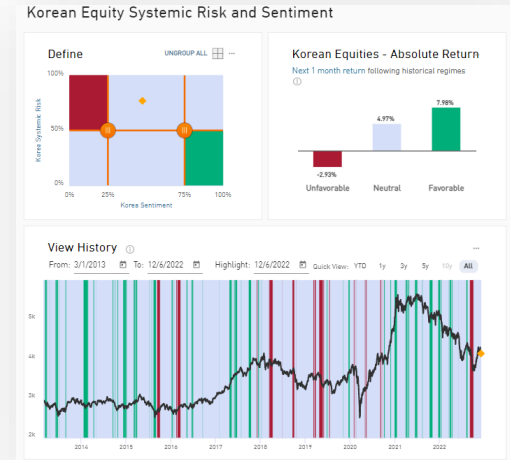 Korean Equity Systemic Risk and Sentiment
Define
UNGROUP ALL
100%
50%
0%
Korea Systemic Risk
0% 25% 75% 100%
Korea Sentiment
Korean Equities - Absolute Return
Next 1 month return following historical regimes
-2.93%
4.97%
7.98%
Unfavorable Neutral Favorable
View History
From: 3/1/2013 To: 12/6/2022 Highlight: 12/6/2022 Quick View: YTD 1y 3y 5y 10y All
5k
4k
3k
2k
2014 2015 2016 2017 2018 2019 2020 2021 2022